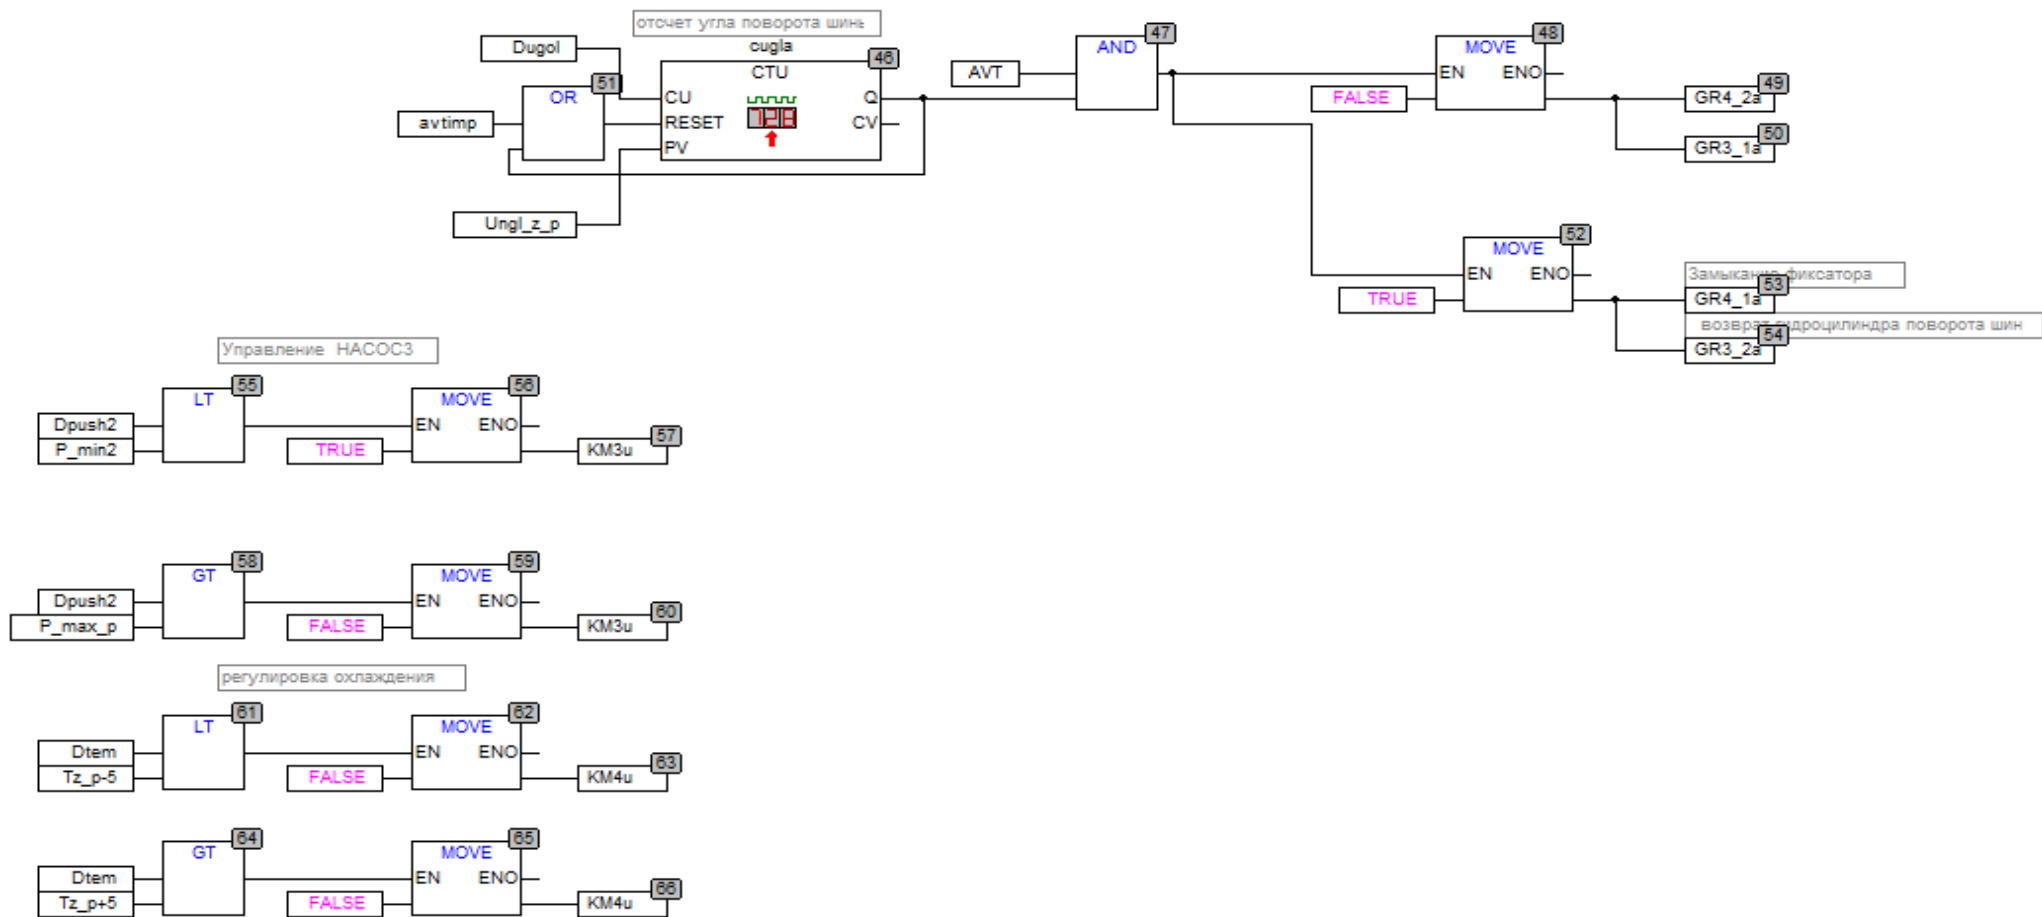 отсчет угла поворота шинь
cugla
Dugol
CTU
46
CU
RESET
PV
Q
CV
51
OR
avtimp
Ungl_z_p
AVT
AND
47
MOVE
48
EN
ENO
FALSE
GR4_2a
49
GR3_1a
50
MOVE
52
EN
ENO
TRUE
Замыкание фиксатора
GR4_1a
53
возврат гидроцилиндра поворота шин
GR3_2a
54
Управление НАСОС3
LT
55
Dpush2
P_min2
MOVE
56
EN
ENO
TRUE
KM3u
57
GT
58
Dpush2
P_max_p
MOVE
59
EN
ENO
FALSE
KM3u
60
регулировка охлаждения
LT
61
Dtem
Tz_p-5
MOVE
62
EN
ENO
FALSE
KM4u
63
GT
64
Dtem
Tz_p+5
MOVE
65
EN
ENO
FALSE
KM4u
66